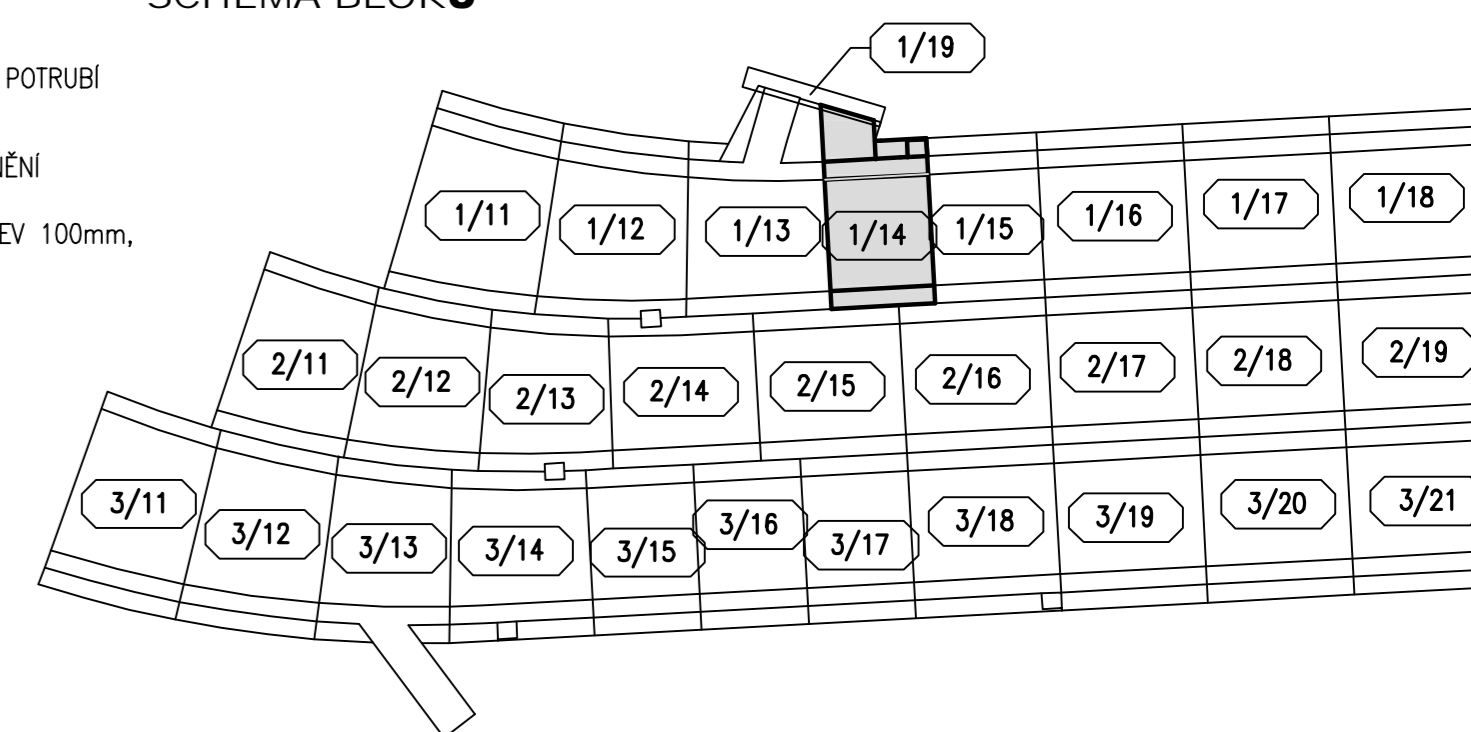 SCHÉMA BLOKŮ
POTRUBÍ
1/19
1/11 1/12 1/13 1/14 1/15 1/16 1/17 1/18
EV 100mm,
2/11 2/12 2/13 2/14 2/15 2/16 2/17 2/18 2/19
3/11 3/12 3/13 3/14 3/15 3/16 3/17 3/18 3/19 3/20 3/21